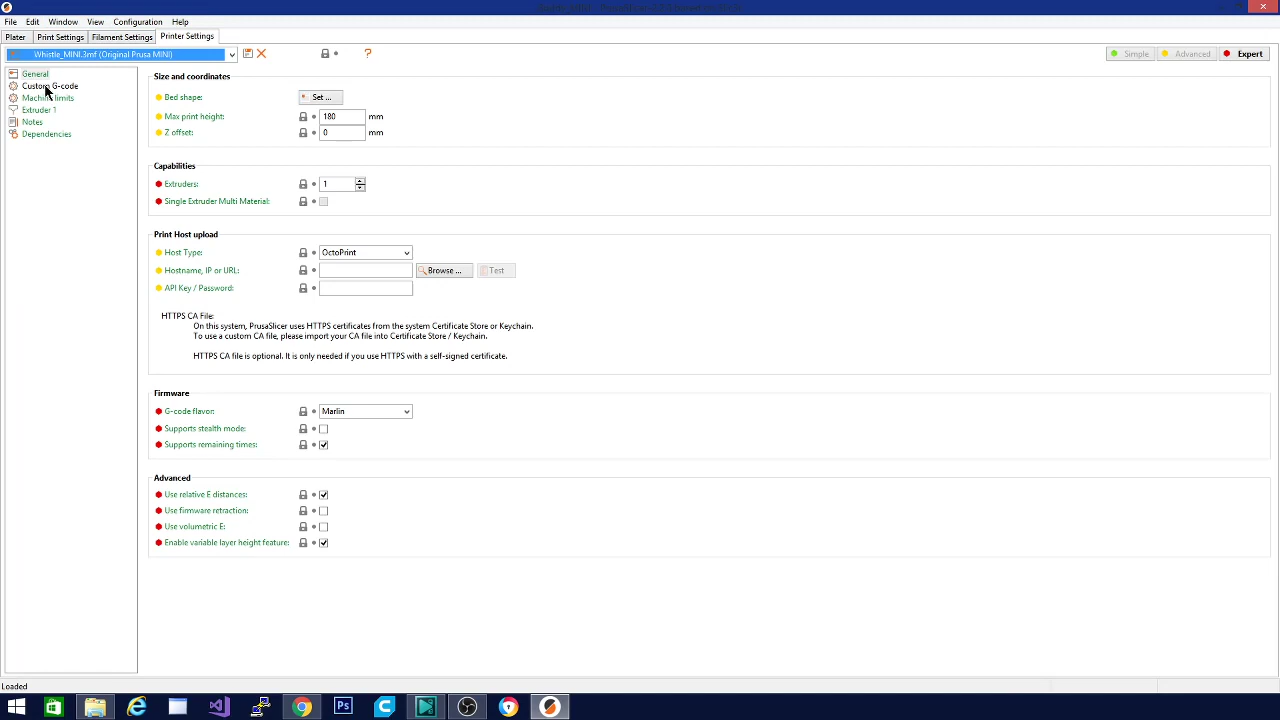 File Edit Window View Configuration Help
Plater Print Settings Filament Settings Printer Settings
Whistle_MINI.3mf (Original Prusa MINI) ? Simple Advanced Expert
General
Custom G-code
Machine limits
Extruder 1
Notes
Dependencies
Size and coordinates
Bed shape: Set ...
Max print height: 180 mm
Z offset: 0 mm
Capabilities
Extruders: 1
Single Extruder Multi Material:
Print Host upload
Host Type: OctoPrint
Hostname, IP or URL: Browse ... Test
API Key / Password:
HTTPS CA File:
On this system, PrusaSlicer uses HTTPS certificates from the system Certificate Store or Keychain.
To use a custom CA file, please import your CA file into Certificate Store / Keychain.
HTTPS CA file is optional. It is only needed if you use HTTPS with a self-signed certificate.
Firmware
G-code flavor: Marlin
Supports stealth mode:
Supports remaining times:
Advanced
Use relative E distances:
Use firmware retraction:
Use volumetric E:
Enable variable layer height feature:
Loaded
Ps